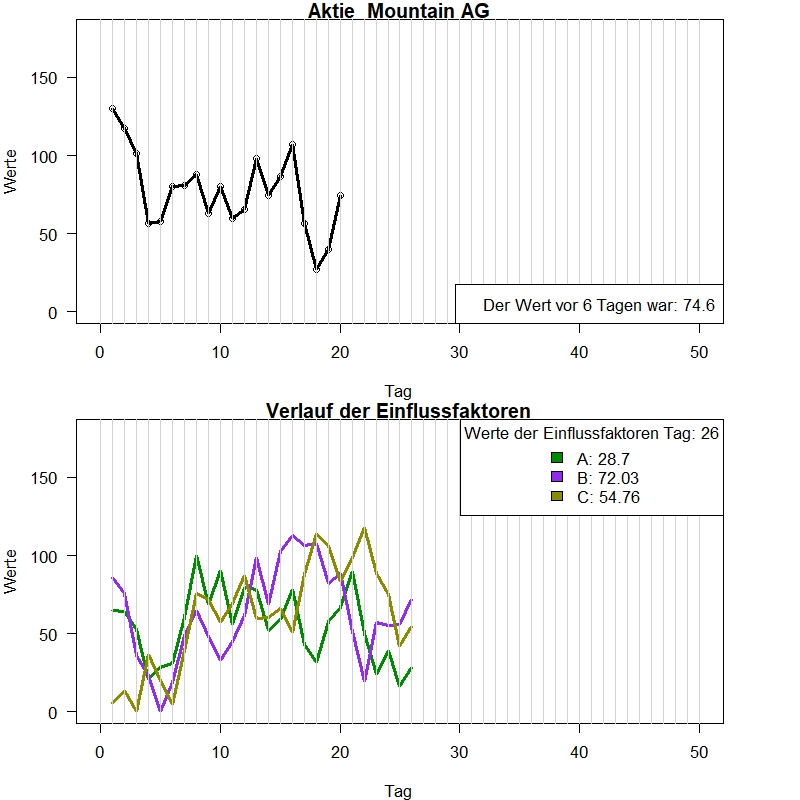 Aktie  Mountain AG
Werte
150
100
50
0
Der Wert vor 6 Tagen war: 74.6
0 10 20 30 40 50
Tag
Verlauf der Einflussfaktoren
Werte
150
100
50
0
Werte der Einflussfaktoren Tag: 26
A: 28.7
B: 72.03
C: 54.76
0 10 20 30 40 50
Tag